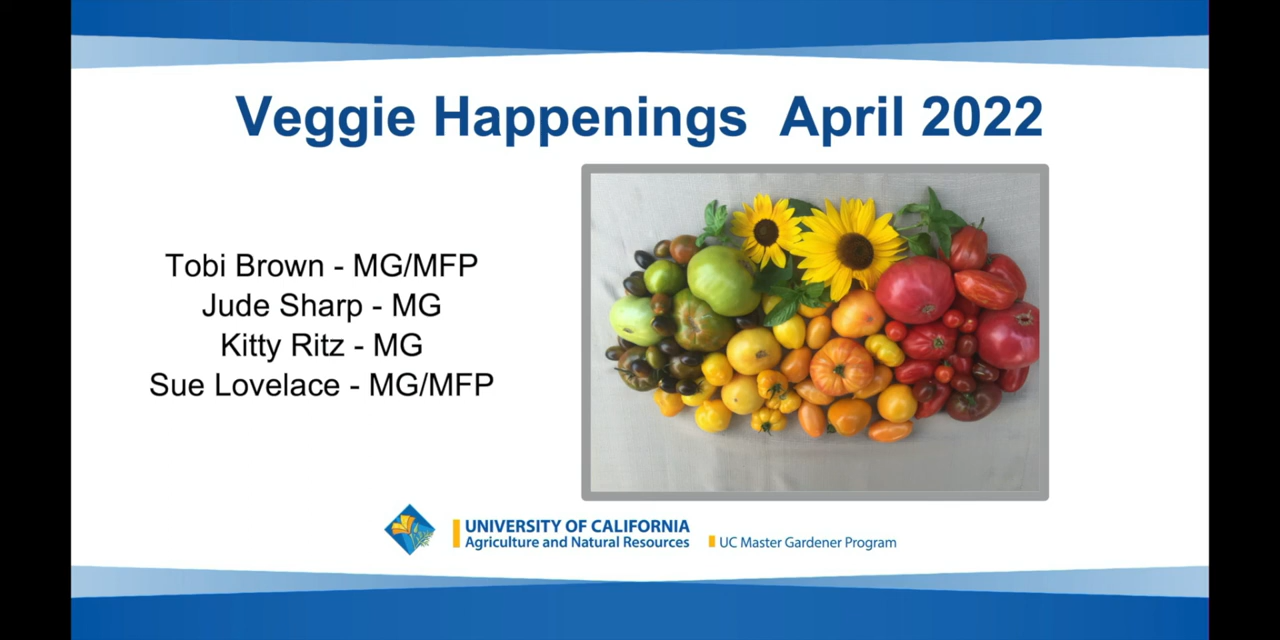 Veggie Happenings  April 2022
Tobi Brown - MG/MFP
Jude Sharp - MG
Kitty Ritz - MG
Sue Lovelace - MG/MFP
UNIVERSITY OF CALIFORNIA
Agriculture and Natural Resources
UC Master Gardener Program